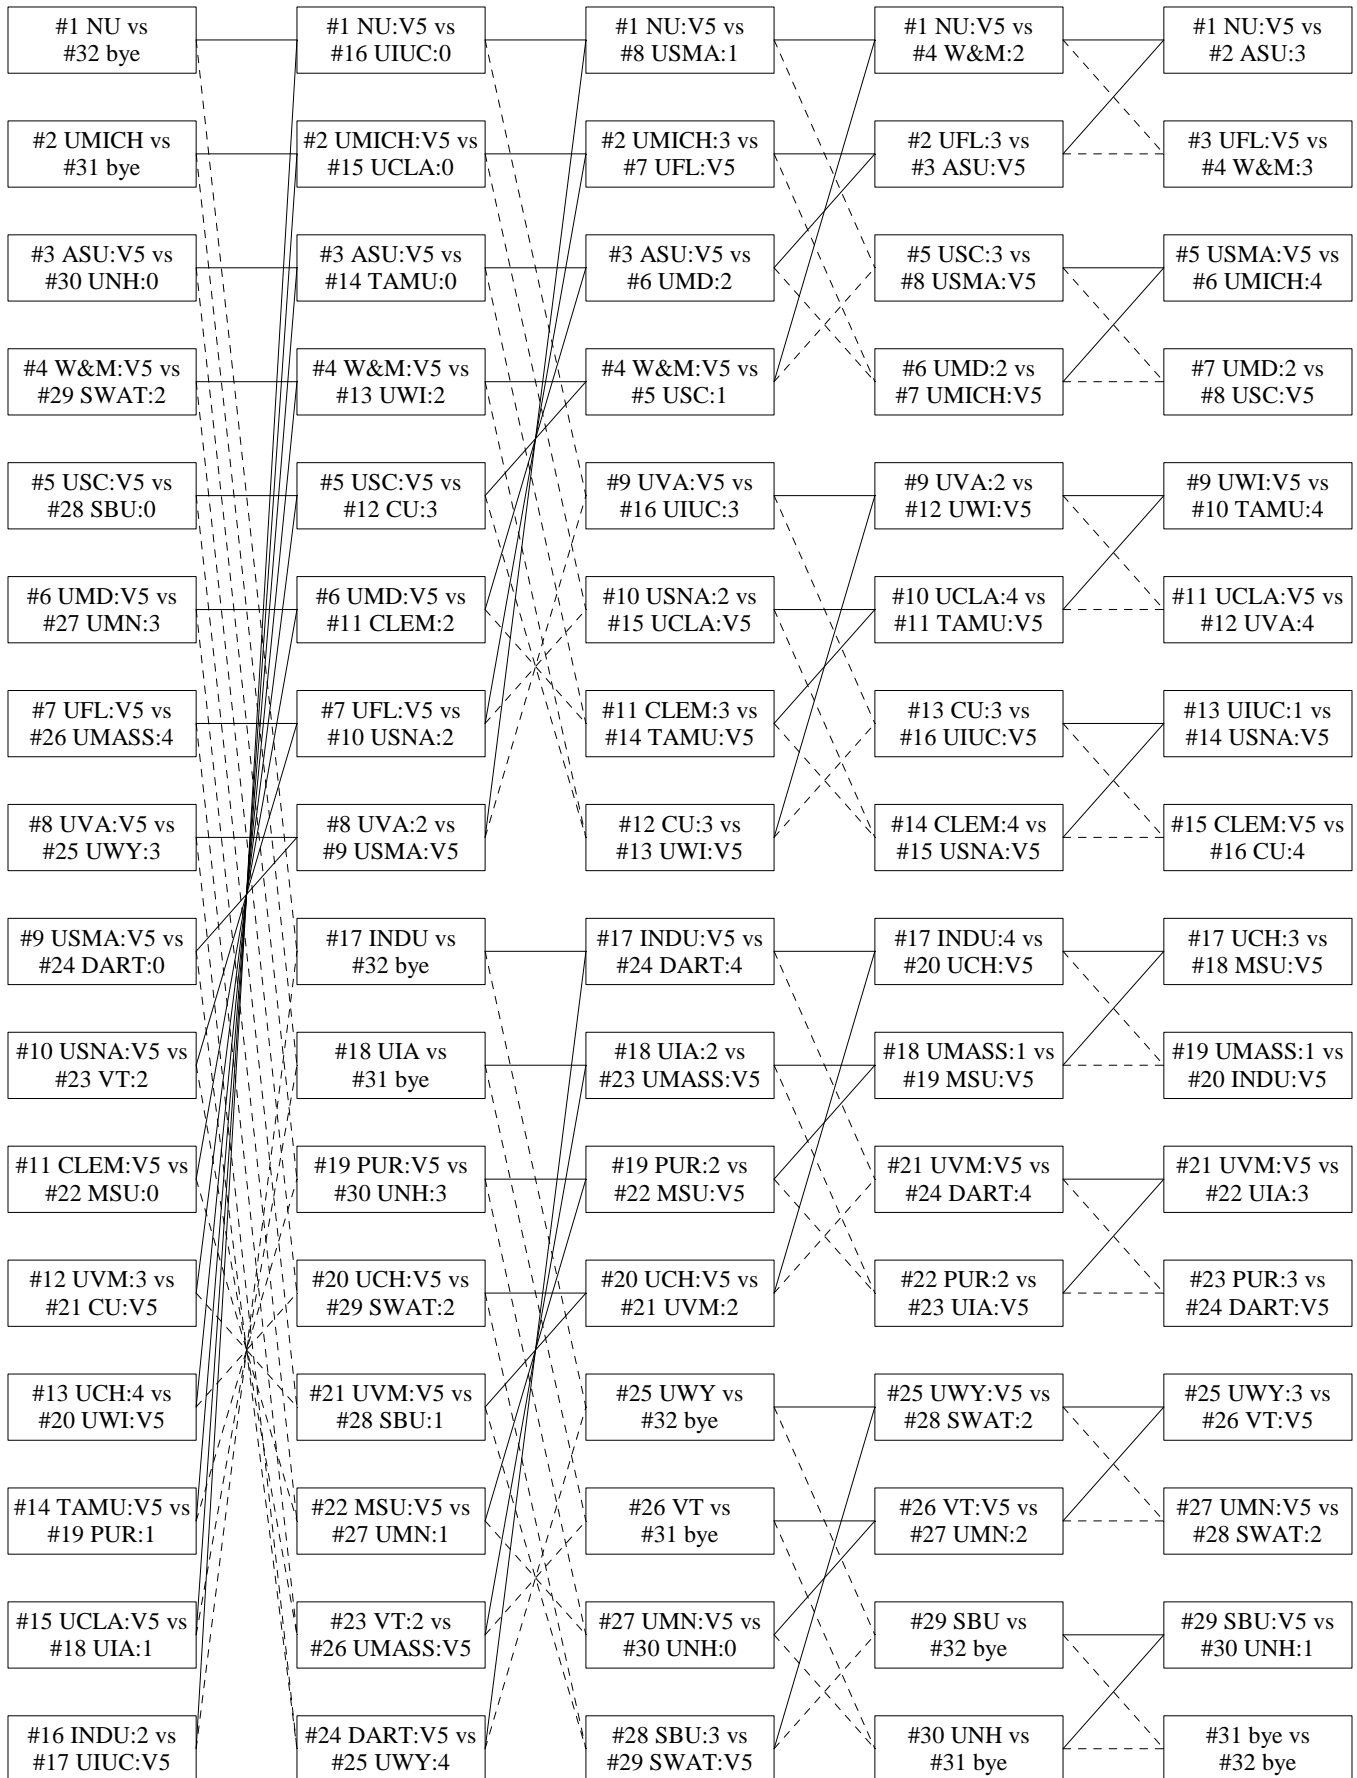 #1 NU vs
#32 bye
#1 NU:V5 vs
#16 UIUC:0
#1 NU:V5 vs
#8 USMA:1
#1 NU:V5 vs
#4 W&M:2
#1 NU:V5 vs
#2 ASU:3
#2 UMICH vs
#31 bye
#2 UMICH:V5 vs
#15 UCLA:0
#2 UMICH:3 vs
#7 UFL:V5
#2 UFL:3 vs
#3 ASU:V5
#3 UFL:V5 vs
#4 W&M:3
#3 ASU:V5 vs
#30 UNH:0
#3 ASU:V5 vs
#14 TAMU:0
#3 ASU:V5 vs
#6 UMD:2
#5 USC:3 vs
#8 USMA:V5
#5 USMA:V5 vs
#6 UMICH:4
#4 W&M:V5 vs
#29 SWAT:2
#4 W&M:V5 vs
#13 UWI:2
#4 W&M:V5 vs
#5 USC:1
#6 UMD:2 vs
#7 UMICH:V5
#7 UMD:2 vs
#8 USC:V5
#5 USC:V5 vs
#28 SBU:0
#5 USC:V5 vs
#12 CU:3
#9 UVA:V5 vs
#16 UIUC:3
#9 UVA:2 vs
#12 UWI:V5
#9 UWI:V5 vs
#10 TAMU:4
#6 UMD:V5 vs
#27 UMN:3
#6 UMD:V5 vs
#11 CLEM:2
#10 USNA:2 vs
#15 UCLA:V5
#10 UCLA:4 vs
#11 TAMU:V5
#11 UCLA:V5 vs
#12 UVA:4
#7 UFL:V5 vs
#26 UMASS:4
#7 UFL:V5 vs
#10 USNA:2
#11 CLEM:3 vs
#14 TAMU:V5
#13 CU:3 vs
#16 UIUC:V5
#13 UIUC:1 vs
#14 USNA:V5
#8 UVA:V5 vs
#25 UWY:3
#8 UVA:2 vs
#9 USMA:V5
#12 CU:3 vs
#13 UWI:V5
#14 CLEM:4 vs
#15 USNA:V5
#15 CLEM:V5 vs
#16 CU:4
#9 USMA:V5 vs
#24 DART:0
#17 INDU vs
#32 bye
#17 INDU:V5 vs
#24 DART:4
#17 INDU:4 vs
#20 UCH:V5
#17 UCH:3 vs
#18 MSU:V5
#10 USNA:V5 vs
#23 VT:2
#18 UIA vs
#31 bye
#18 UIA:2 vs
#23 UMASS:V5
#18 UMASS:1 vs
#19 MSU:V5
#19 UMASS:1 vs
#20 INDU:V5
#11 CLEM:V5 vs
#22 MSU:0
#19 PUR:V5 vs
#30 UNH:3
#19 PUR:2 vs
#22 MSU:V5
#21 UVM:V5 vs
#24 DART:4
#21 UVM:V5 vs
#22 UIA:3
#12 UVM:3 vs
#21 CU:V5
#20 UCH:V5 vs
#29 SWAT:2
#20 UCH:V5 vs
#21 UVM:2
#22 PUR:2 vs
#23 UIA:V5
#23 PUR:3 vs
#24 DART:V5
#13 UCH:4 vs
#20 UWI:V5
#21 UVM:V5 vs
#28 SBU:1
#25 UWY vs
#32 bye
#25 UWY:V5 vs
#28 SWAT:2
#25 UWY:3 vs
#26 VT:V5
#14 TAMU:V5 vs
#19 PUR:1
#22 MSU:V5 vs
#27 UMN:1
#26 VT vs
#31 bye
#26 VT:V5 vs
#27 UMN:2
#27 UMN:V5 vs
#28 SWAT:2
#15 UCLA:V5 vs
#18 UIA:1
#23 VT:2 vs
#26 UMASS:V5
#27 UMN:V5 vs
#30 UNH:0
#29 SBU vs
#32 bye
#29 SBU:V5 vs
#30 UNH:1
#16 INDU:2 vs
#17 UIUC:V5
#24 DART:V5 vs
#25 UWY:4
#28 SBU:3 vs
#29 SWAT:V5
#30 UNH vs
#31 bye
#31 bye vs
#32 bye